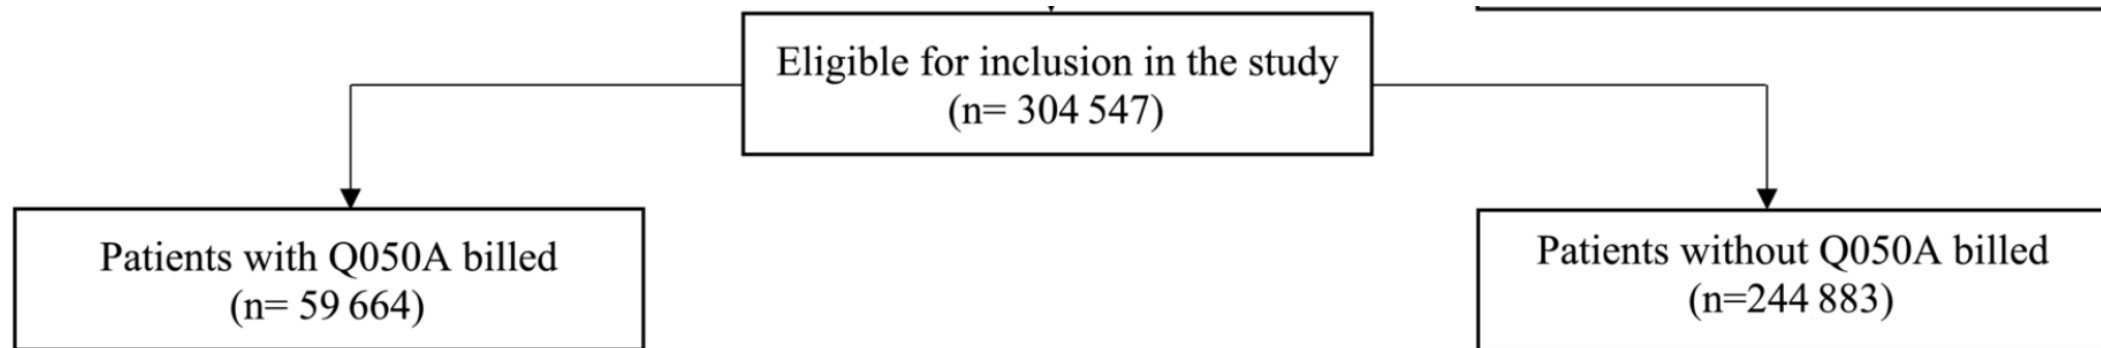 Eligible for inclusion in the study
(n= 304 547)
Patients with Q050A billed
(n= 59 664)
Patients without Q050A billed
(n=244 883)